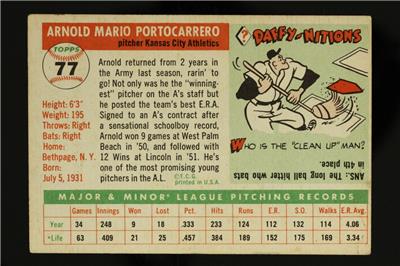 ARNOLD MARIO PORTOCARRERO
pitcher KANSAS CITY Athletics
TOPPS
77
Height: 6'3"
Weight: 195
Throws: Right
Bats: Right
Home:
Bethpage, N. Y.
Born:
July 5, 1931
Arnold returned from 2 years in
the Army last season, rarin' to
go! Not only was he the "winning-
est" pitcher on the A's staff but
he posted the team's best E.R.A.
Signed to an A's contract after
a sensational schoolboy record,
Arnold won 9 games at West Palm
Beach in '50, and followed with
12 Wins at Lincoln in '51. He's
one of the most promising young
pitchers in the A.L.
© T.C.G. printed in U.S.A.
?
DAFFY-NITIONS
WHO IS THE "CLEAN UP" MAN?
ANS.: The long ball hitter who bats
in 4th place.
MAJOR & MINOR LEAGUE PITCHING RECORDS
Games Innings Won Lost Pct. Hits Runs S.O. E.Runs Walks E.R.Avg.
Year 34 248 9 18 .333 233 124 112 132 114 4.06
*Life 63 409 21 25 .457 384 189 152 175 169 3.34